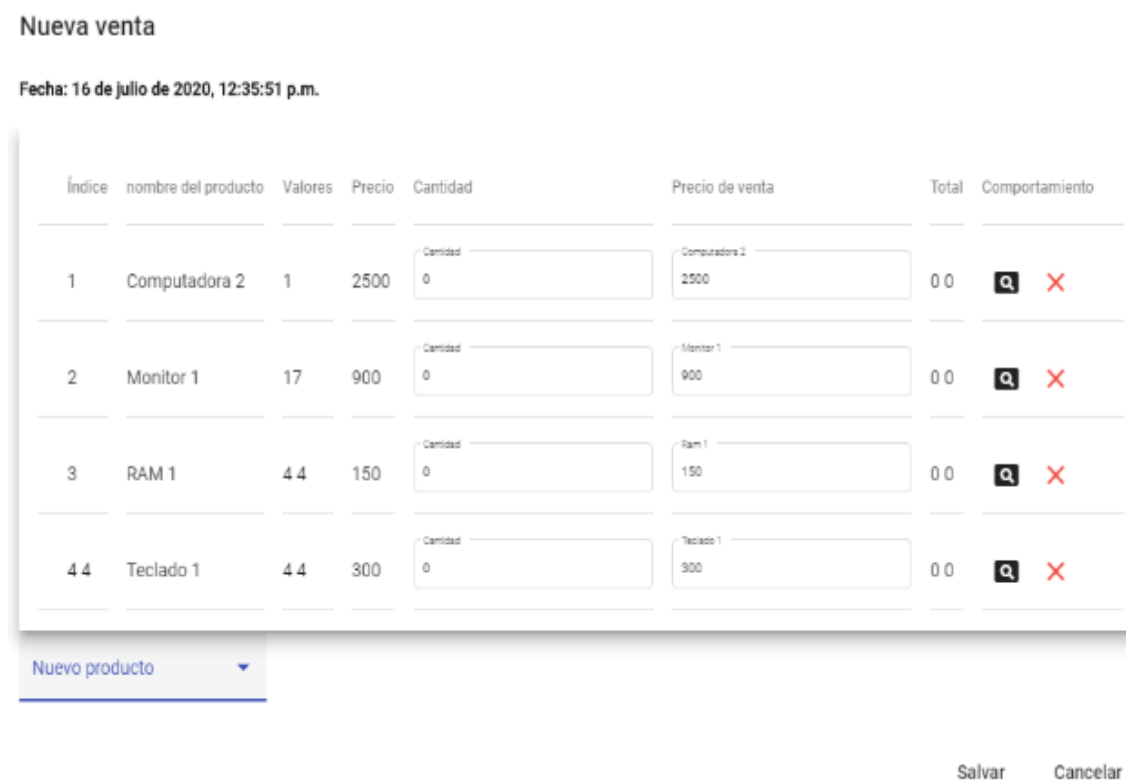 Nueva venta
Fecha: 16 de julio de 2020, 12:35:51 p.m.
Índice nombre del producto Valores Precio Cantidad Precio de venta Total Comportamiento
Cantidad Computadora 2
1 Computadora 2 1 2500 0 2500 0 0
Cantidad Monitor 1
2 Monitor 1 17 900 0 900 0 0
Cantidad Ram 1
3 RAM 1 4 4 150 0 150 0 0
Cantidad Teclado 1
4 4 Teclado 1 4 4 300 0 300 0 0
Nuevo producto
Salvar Cancelar